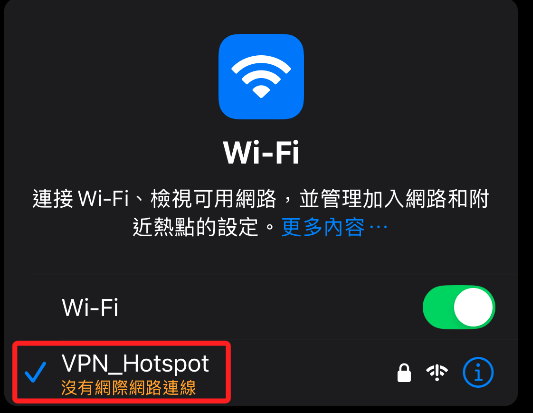 Wi-Fi
連接 Wi-Fi、檢視可用網路，並管理加入網路和附
近熱點的設定。更多內容⋯
Wi-Fi
VPN_Hotspot
沒有網際網路連線